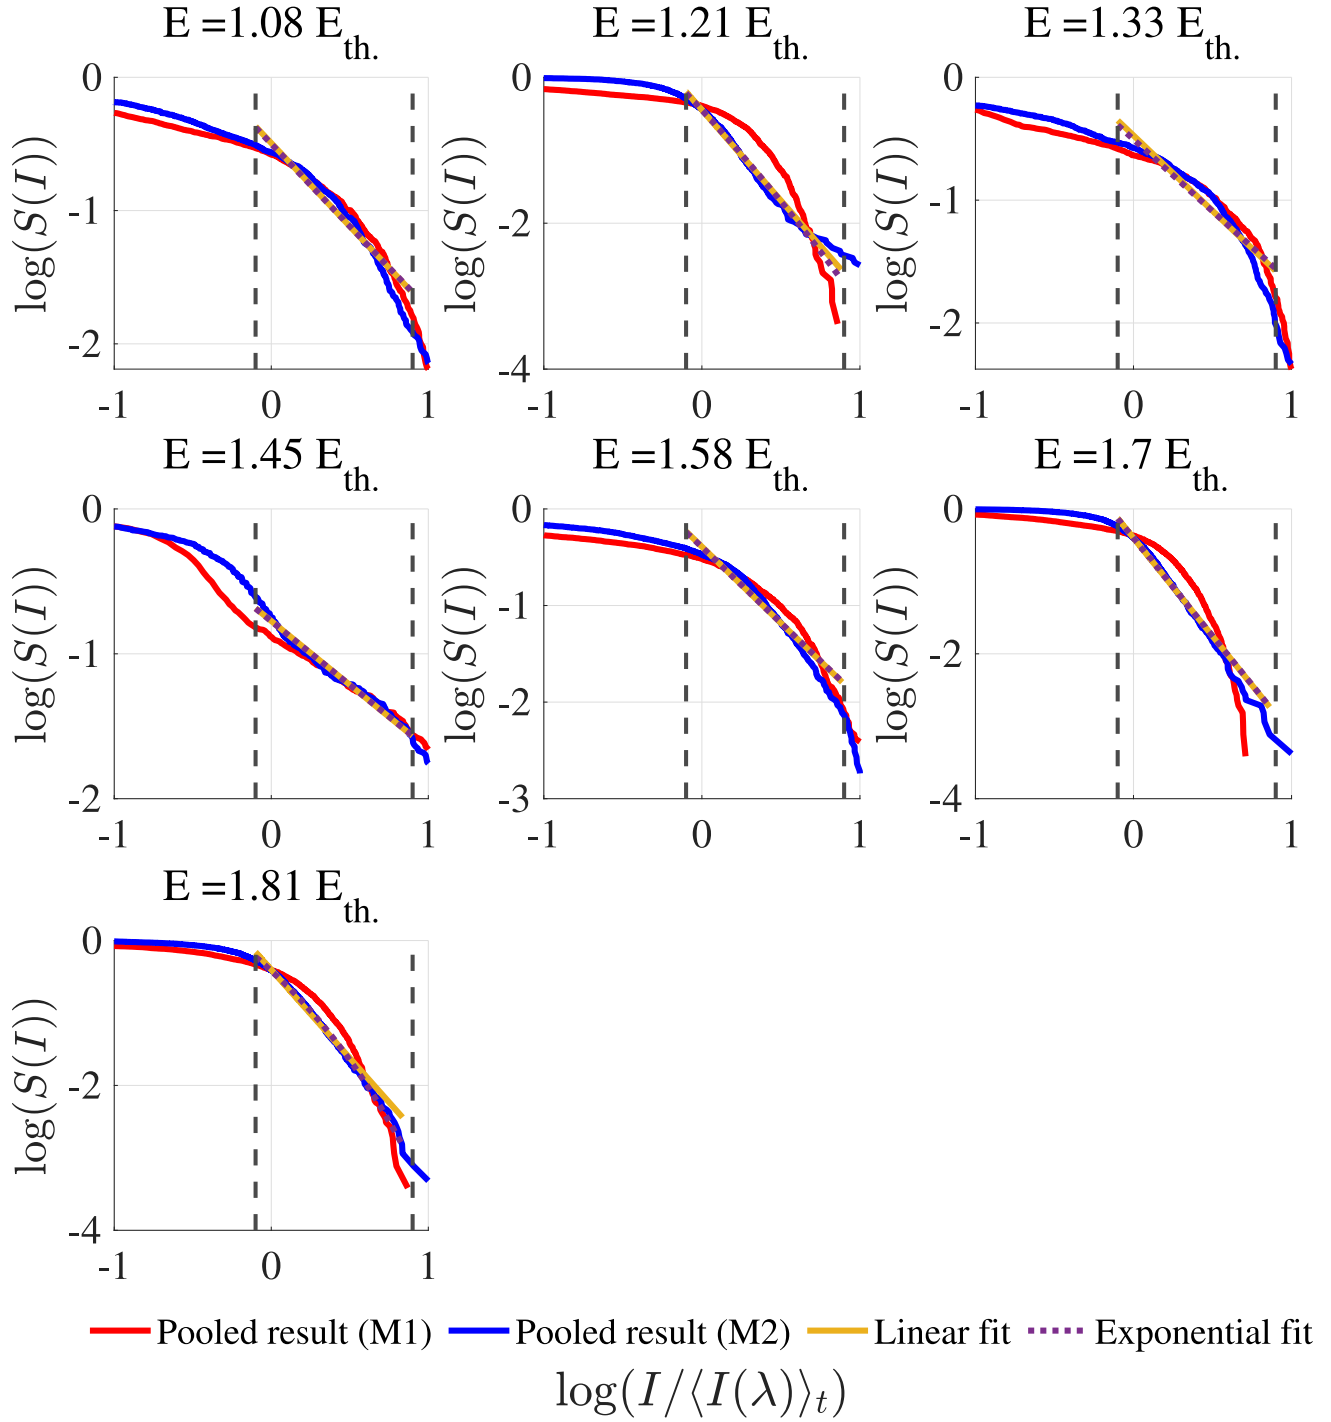 E =1.08 E_th.
E =1.21 E_th.
E =1.33 E_th.
log(S(I))
0
-1
-2
-1 0 1
log(S(I))
0
-2
-4
-1 0 1
log(S(I))
0
-1
-2
-1 0 1
E =1.45 E_th.
E =1.58 E_th.
E =1.7 E_th.
log(S(I))
0
-1
-2
-1 0 1
log(S(I))
0
-1
-2
-3
-1 0 1
log(S(I))
0
-2
-4
-1 0 1
E =1.81 E_th.
log(S(I))
0
-2
-4
-1 0 1
Pooled result (M1) Pooled result (M2) Linear fit Exponential fit
log(I/⟨I(λ)⟩_t)